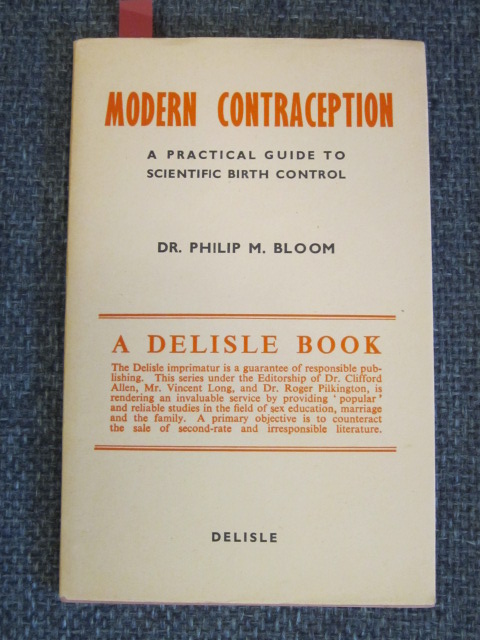 MODERN CONTRACEPTION
A PRACTICAL GUIDE TO
SCIENTIFIC BIRTH CONTROL
DR. PHILIP M. BLOOM
A DELISLE BOOK
The Delisle imprimatur is a guarantee of responsible pub-
lishing. This series under the Editorship of Dr. Clifford
Allen, Mr. Vincent Long, and Dr. Roger Pilkington, is
rendering an invaluable service by providing ' popular '
and reliable studies in the field of sex education, marriage
and the family. A primary objective is to counteract
the sale of second-rate and irresponsible literature.
DELISLE